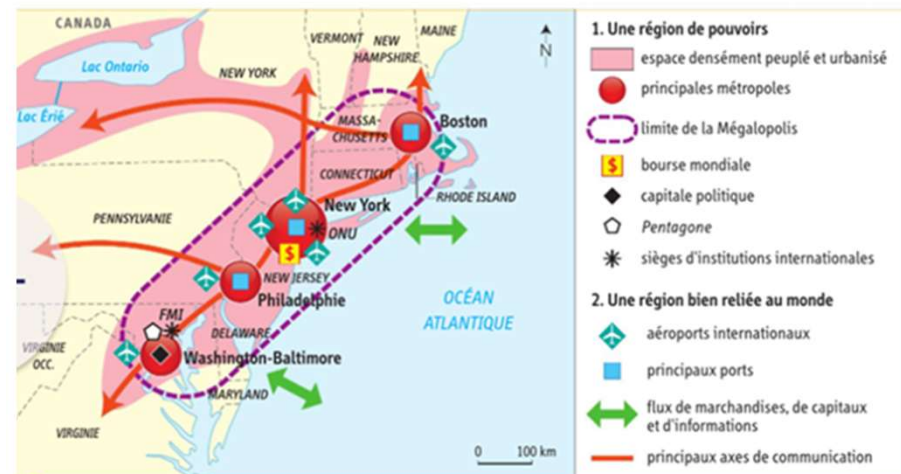 CANADA
Lac Ontario
Lac Érié
NEW YORK
VERMONT
NEW
HAMPSHIRE
MAINE
N
MASSA-
CHUSETTS
Boston
CONNECTICUT
RHODE ISLAND
New York
ONU
PENNSYLVANIE
NEW JERSEY
Philadelphie
FMI
DELAWARE
VIRGINIE
OCC.
Washington-Baltimore
MARYLAND
VIRGINIE
OCÉAN
ATLANTIQUE
0 100 km
1. Une région de pouvoirs
espace densément peuplé et urbanisé
principales métropoles
limite de la Mégalopolis
$ bourse mondiale
capitale politique
Pentagone
sièges d'institutions internationales
2. Une région bien reliée au monde
aéroports internationaux
principaux ports
flux de marchandises, de capitaux
et d'informations
principaux axes de communication